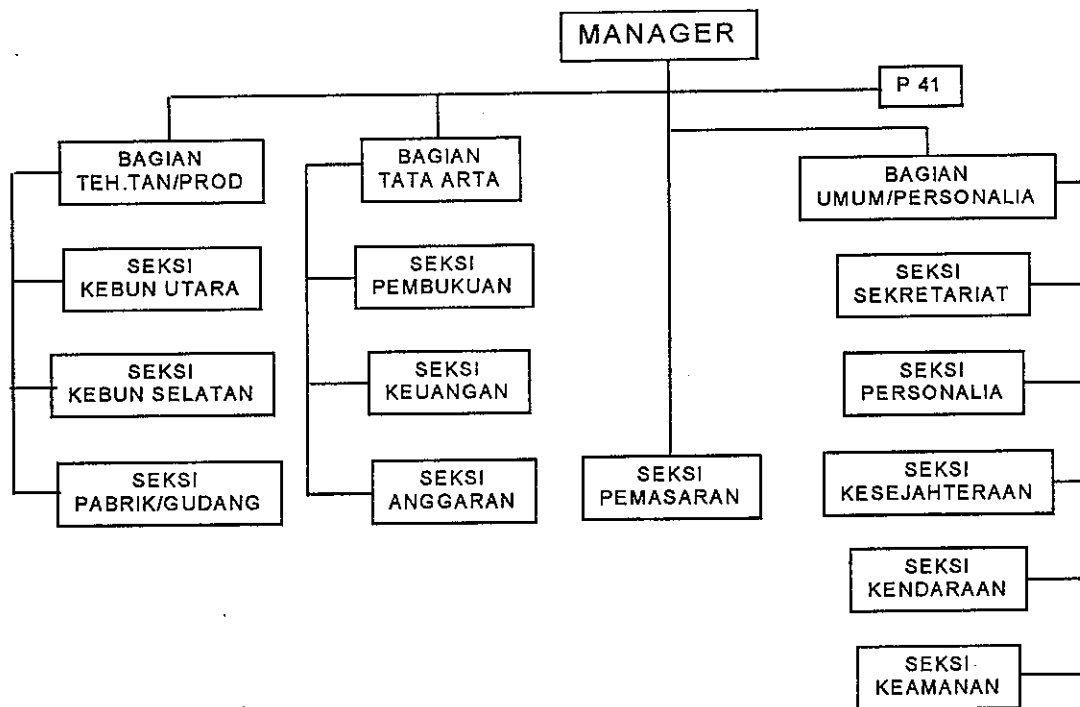 MANAGER
P 41
BAGIAN
TEH.TAN/PROD
BAGIAN
TATA ARTA
BAGIAN
UMUM/PERSONALIA
SEKSI
KEBUN UTARA
SEKSI
PEMBUKUAN
SEKSI
SEKRETARIAT
SEKSI
KEBUN SELATAN
SEKSI
KEUANGAN
SEKSI
PERSONALIA
SEKSI
PABRIK/GUDANG
SEKSI
ANGGARAN
SEKSI
PEMASARAN
SEKSI
KESEJAHTERAAN
SEKSI
KENDARAAN
SEKSI
KEAMANAN